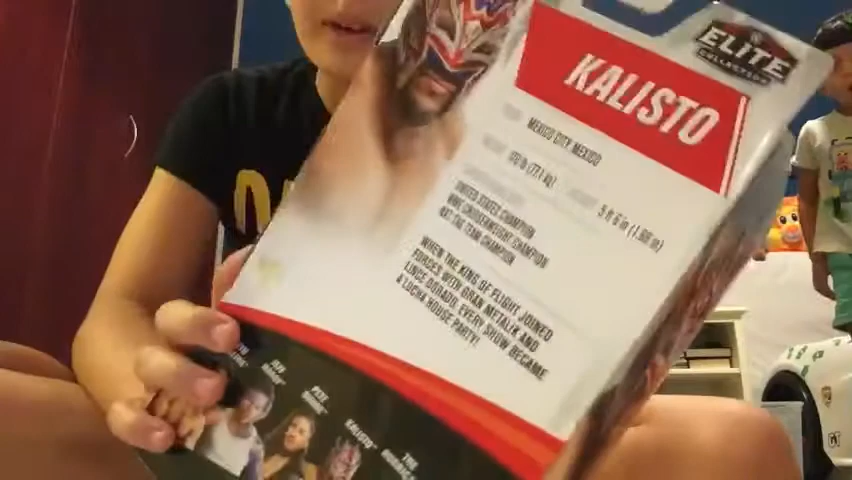 ELITE
COLLECTION
KALISTO
MEXICO CITY, MEXICO
170 lb (77.1 kg)
5 ft 6 in (1.68 m)
UNITED STATES CHAMPION
WWE CRUISERWEIGHT CHAMPION
NXT TAG TEAM CHAMPION
WHEN THE KING OF FLIGHT JOINED
FORCES WITH GRAN METALIK AND
LINCE DORADO, EVERY SHOW BECAME
A LUCHA HOUSE PARTY!
PETE
KALISTO
THE